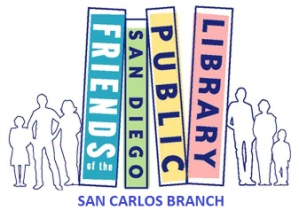 FRIENDS
of the
SAN DIEGO
PUBLIC
LIBRARY
SAN CARLOS BRANCH